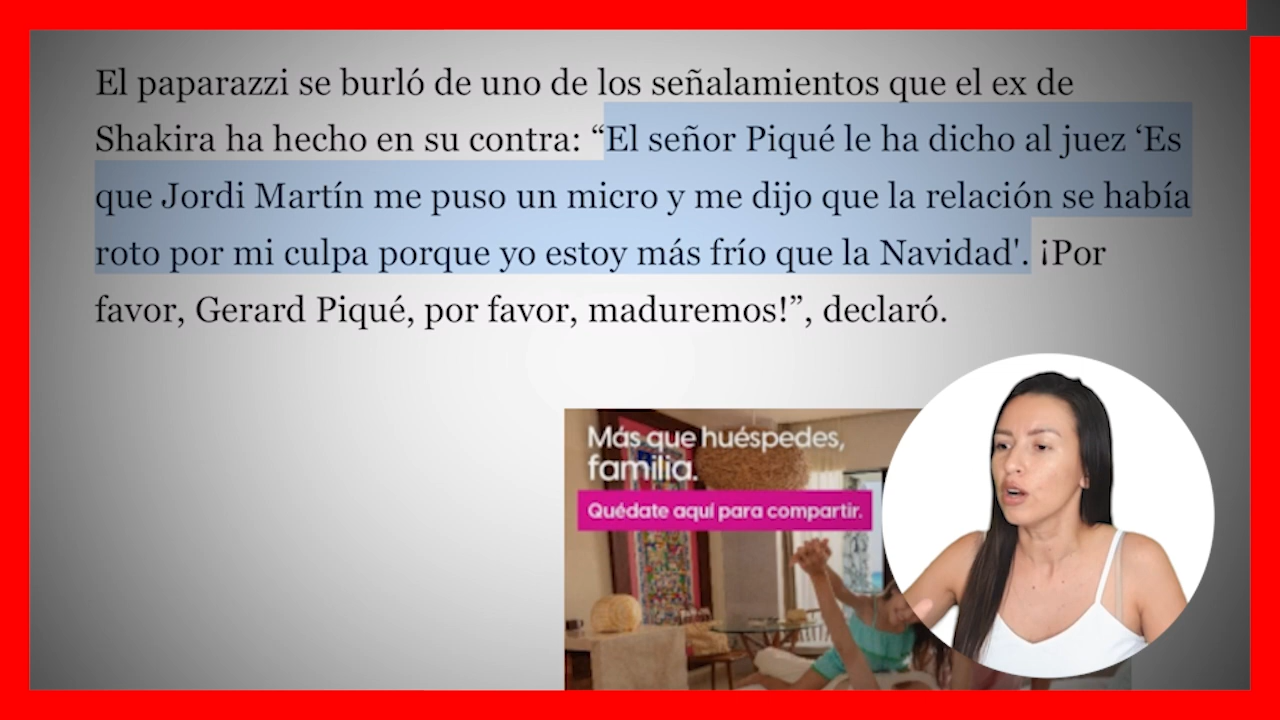 El paparazzi se burló de uno de los señalamientos que el ex de
Shakira ha hecho en su contra: “El señor Piqué le ha dicho al juez ‘Es
que Jordi Martín me puso un micro y me dijo que la relación se había
roto por mi culpa porque yo estoy más frío que la Navidad'. ¡Por
favor, Gerard Piqué, por favor, maduremos!”, declaró.
Más que huéspedes,
familia.
Quédate aquí para compartir.